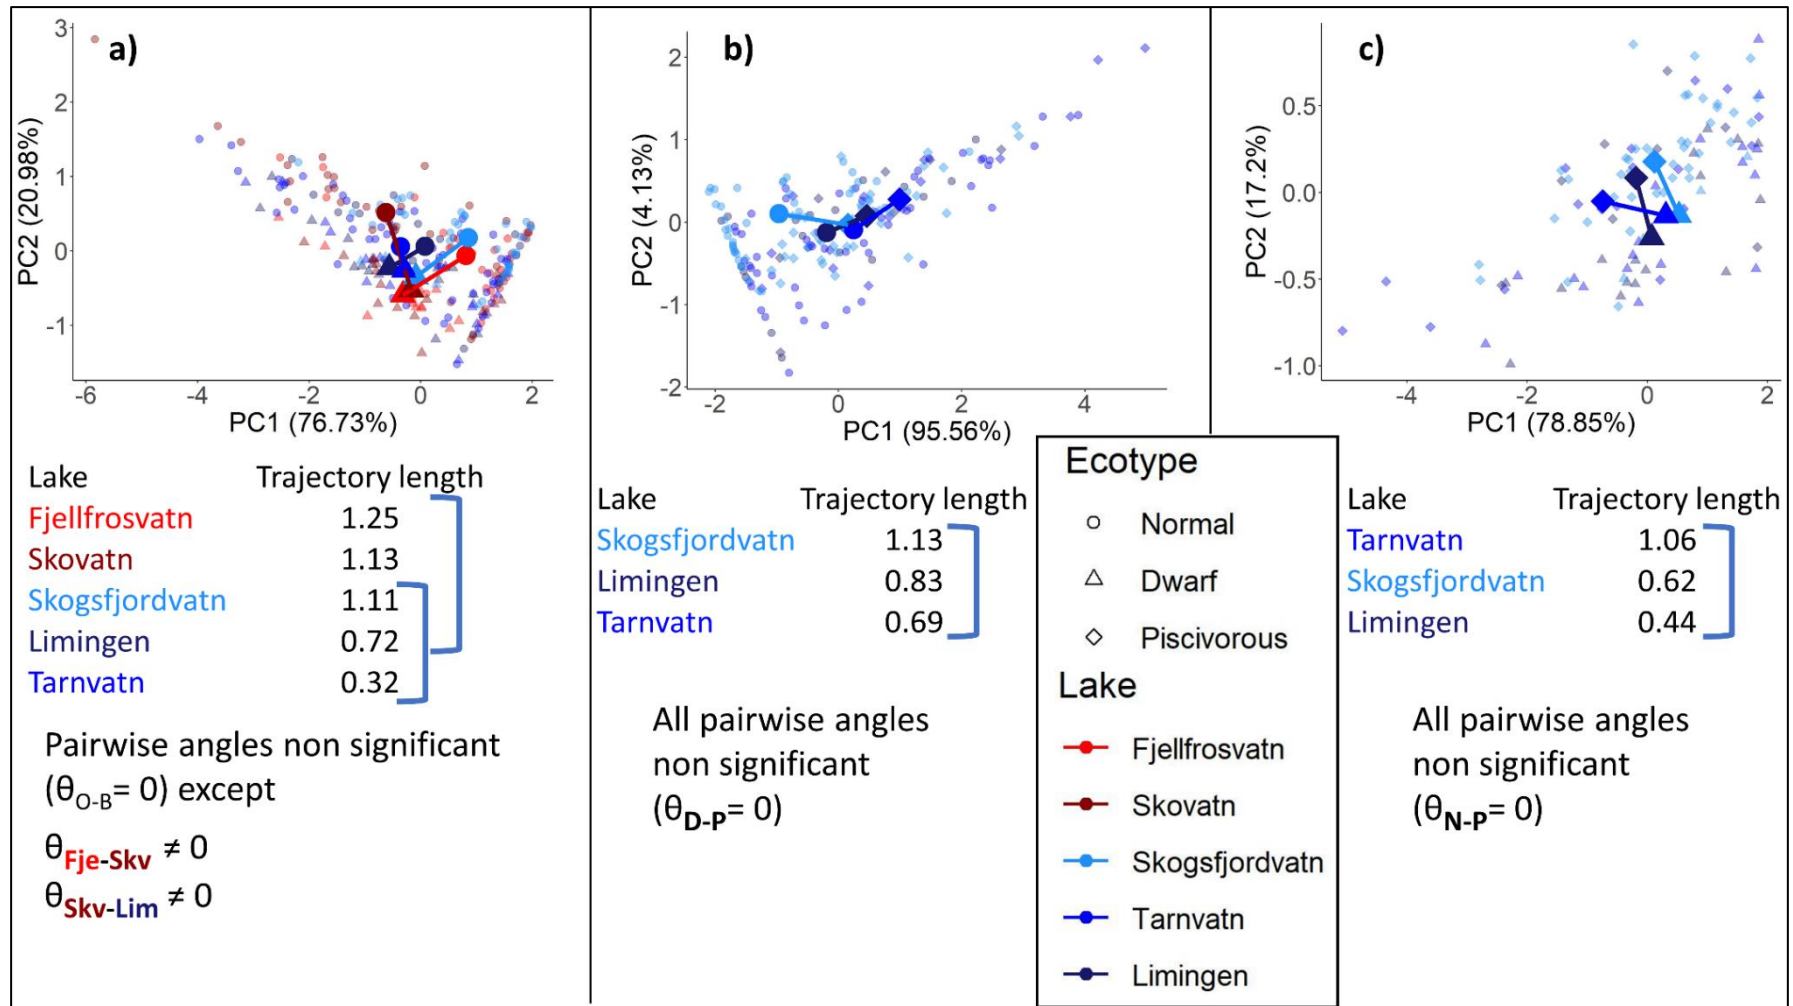 a)
3
2
1
0
-1
PC2 (20.98%)
-6
-4
-2
0
2
PC1 (76.73%)
Lake Trajectory length
Fjellfrosvatn 1.25
Skovatn 1.13
Skogsfjordvatn 1.11
Limingen 0.72
Tarnvatn 0.32
Pairwise angles non significant
(θO-B= 0) except
θFje-Skv ≠ 0
θSkv-Lim ≠ 0
b)
2
1
0
-1
-2
PC2 (4.13%)
-2
0
2
4
PC1 (95.56%)
Lake Trajectory length
Skogsfjordvatn 1.13
Limingen 0.83
Tarnvatn 0.69
All pairwise angles
non significant
(θD-P= 0)
Ecotype
Normal
Dwarf
Piscivorous
Lake
Fjellfrosvatn
Skovatn
Skogsfjordvatn
Tarnvatn
Limingen
c)
0.5
0.0
-0.5
-1.0
PC2 (17.2%)
-4
-2
0
2
PC1 (78.85%)
Lake Trajectory length
Tarnvatn 1.06
Skogsfjordvatn 0.62
Limingen 0.44
All pairwise angles
non significant
(θN-P= 0)